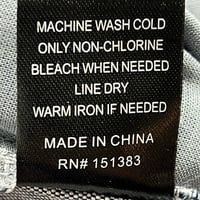 MACHINE WASH COLD
ONLY NON-CHLORINE
BLEACH WHEN NEEDED
LINE DRY
WARM IRON IF NEEDED
MADE IN CHINA
RN# 151383